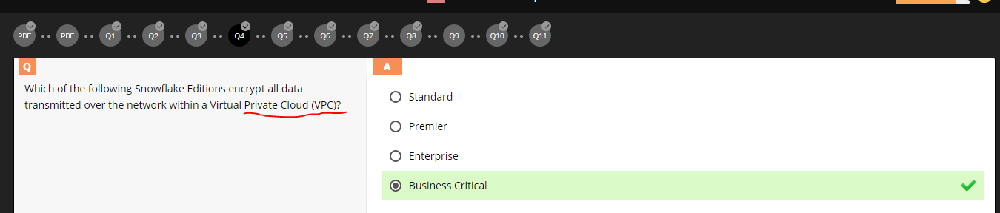 PDF PDF Q1 Q2 Q3 Q4 Q5 Q6 Q7 Q8 Q9 Q10 Q11
Q
Which of the following Snowflake Editions encrypt all data
transmitted over the network within a Virtual Private Cloud (VPC)?
A
Standard
Premier
Enterprise
Business Critical